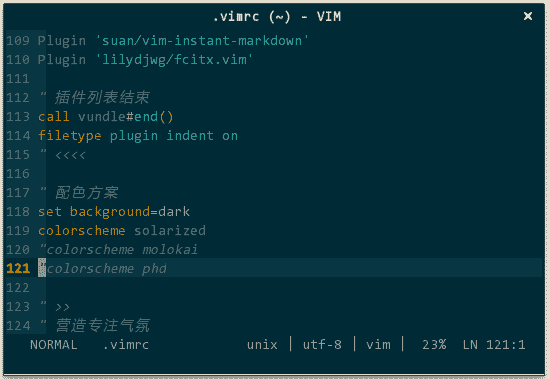 .vimrc (~) - VIM
109 Plugin 'suan/vim-instant-markdown'
110 Plugin 'lilydjwg/fcitx.vim'
111
112 " 插件列表结束
113 call vundle#end()
114 filetype plugin indent on
115 " <<<<
116
117 " 配色方案
118 set background=dark
119 colorscheme solarized
120 "colorscheme molokai
121 "colorscheme phd
122
123 " >>
124 " 营造专注气氛
NORMAL .vimrc unix | utf-8 | vim | 23% LN 121:1